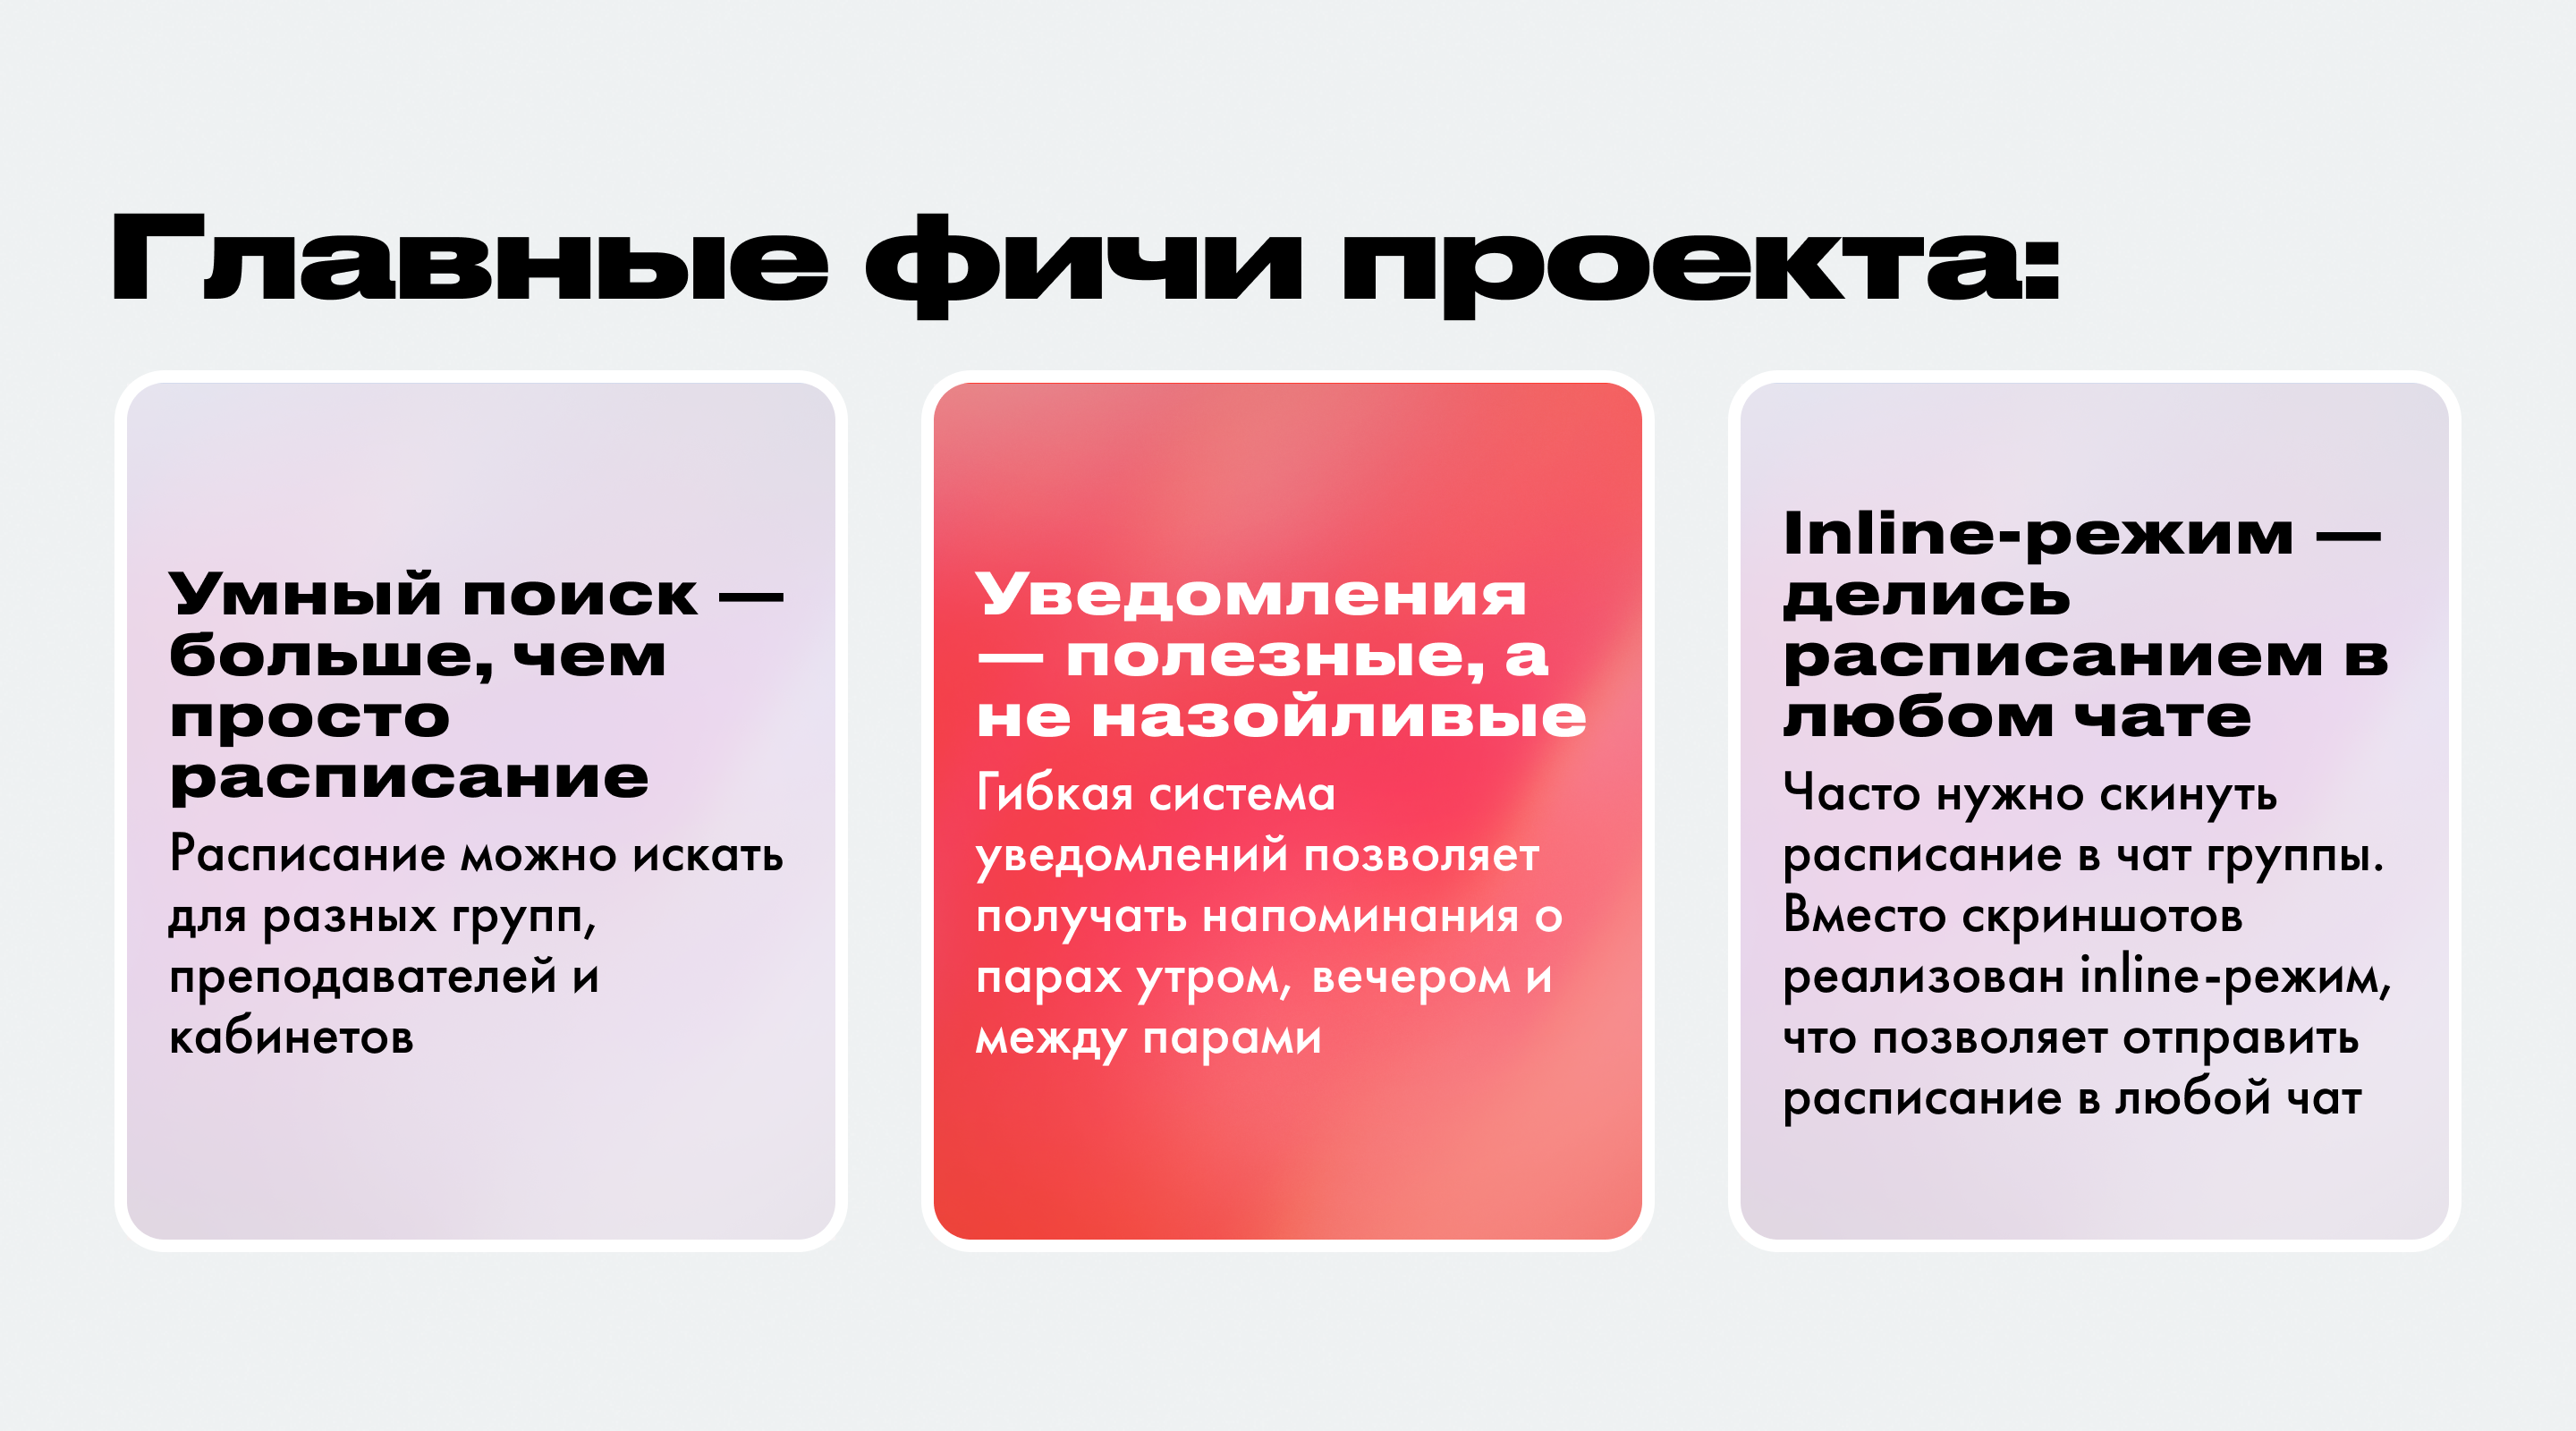 Главные фичи проекта:
Умный поиск —
больше, чем
просто
расписание
Расписание можно искать
для разных групп,
преподавателей и
кабинетов
Уведомления
— полезные, а
не назойливые
Гибкая система
уведомлений позволяет
получать напоминания о
парах утром, вечером и
между парами
Inline-режим —
делись
расписанием в
любом чате
Часто нужно скинуть
расписание в чат группы.
Вместо скриншотов
реализован inline-режим,
что позволяет отправить
расписание в любой чат